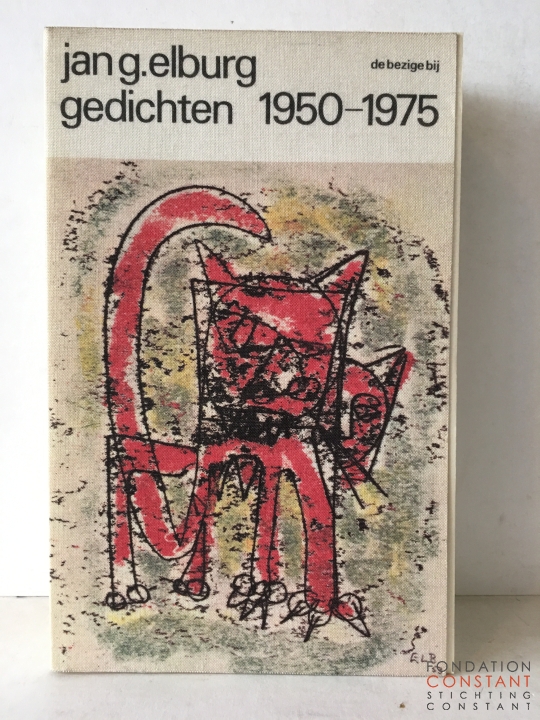 jan g. elburg
de bezige bij
gedichten 1950–1975
ELB
FONDATION
CONSTANT
STICHTING
CONSTANT